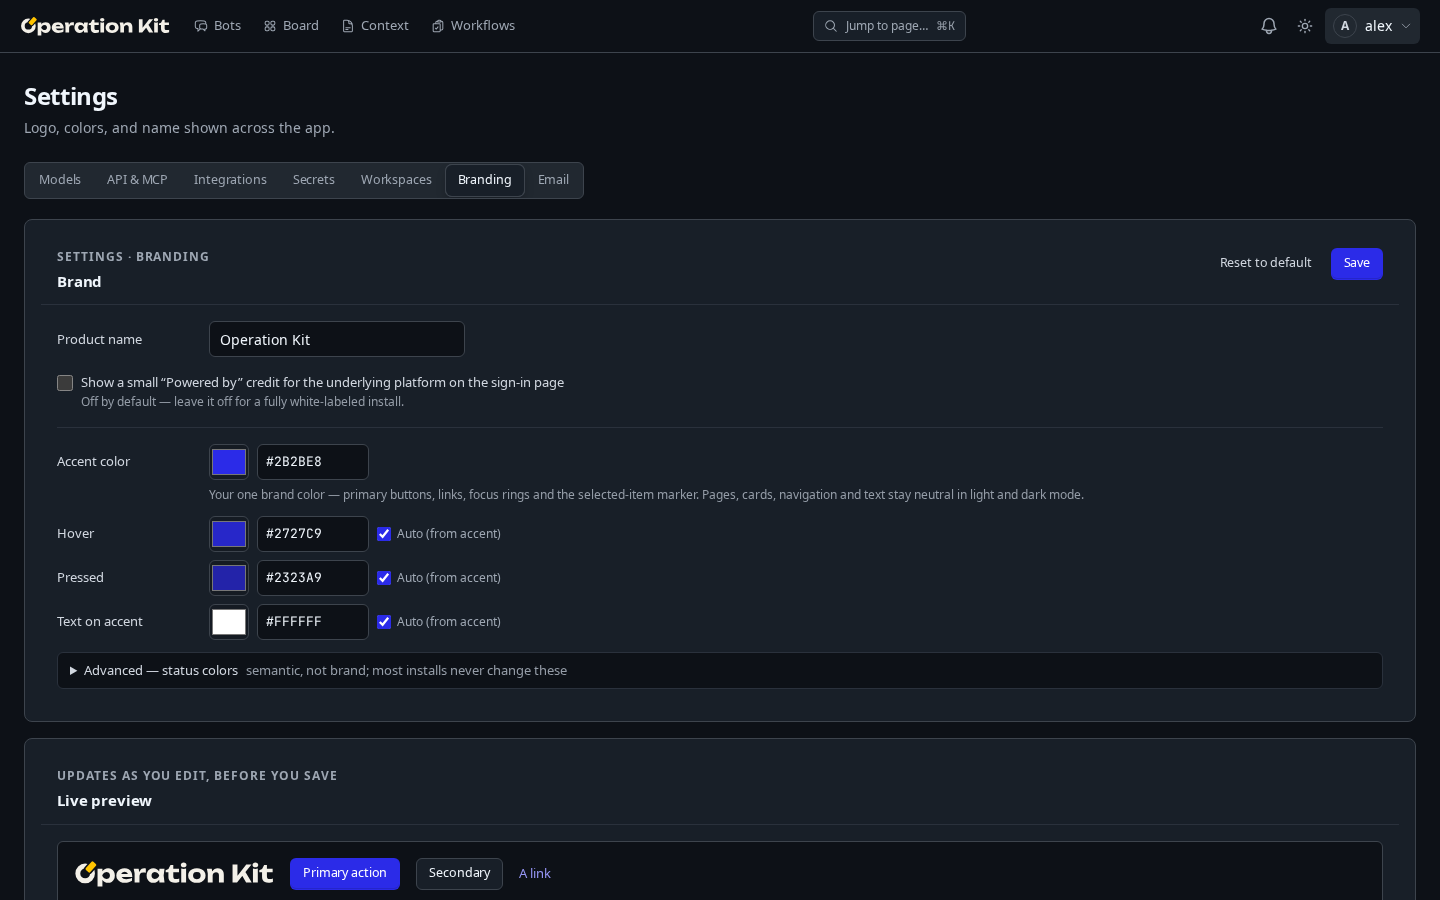 Operation Kit Bots Board Context Workflows Jump to page... ⌘K A alex
Settings
Logo, colors, and name shown across the app.
Models API & MCP Integrations Secrets Workspaces Branding Email
SETTINGS · BRANDING
Brand
Reset to default Save
Product name Operation Kit
Show a small “Powered by” credit for the underlying platform on the sign-in page
Off by default — leave it off for a fully white-labeled install.
Accent color #2B2BE8
Your one brand color — primary buttons, links, focus rings and the selected-item marker. Pages, cards, navigation and text stay neutral in light and dark mode.
Hover #2727C9 Auto (from accent)
Pressed #2323A9 Auto (from accent)
Text on accent #FFFFFF Auto (from accent)
Advanced — status colors semantic, not brand; most installs never change these
UPDATES AS YOU EDIT, BEFORE YOU SAVE
Live preview
Operation Kit Primary action Secondary A link